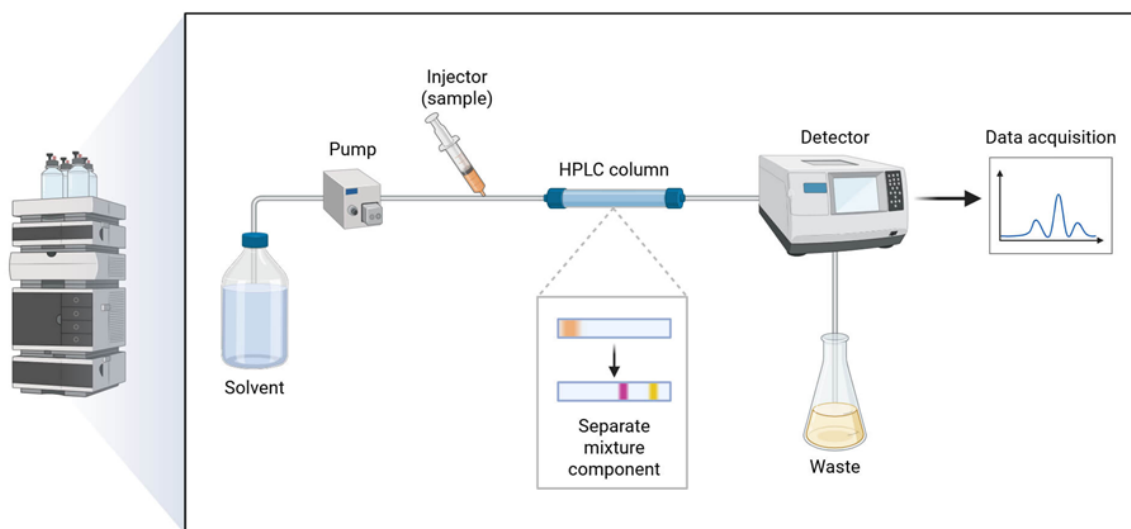 Injector
(sample)
Pump
HPLC column
Detector
Data acquisition
Solvent
Separate
mixture
component
Waste